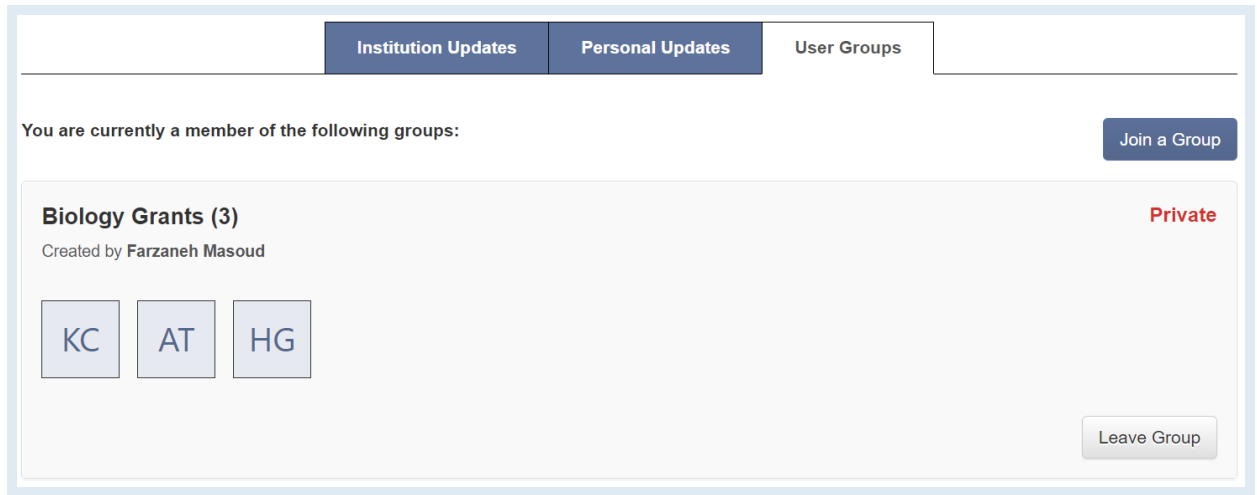 Institution Updates Personal Updates User Groups
You are currently a member of the following groups:
Join a Group
Biology Grants (3)
Private
Created by Farzaneh Masoud
KC AT HG
Leave Group